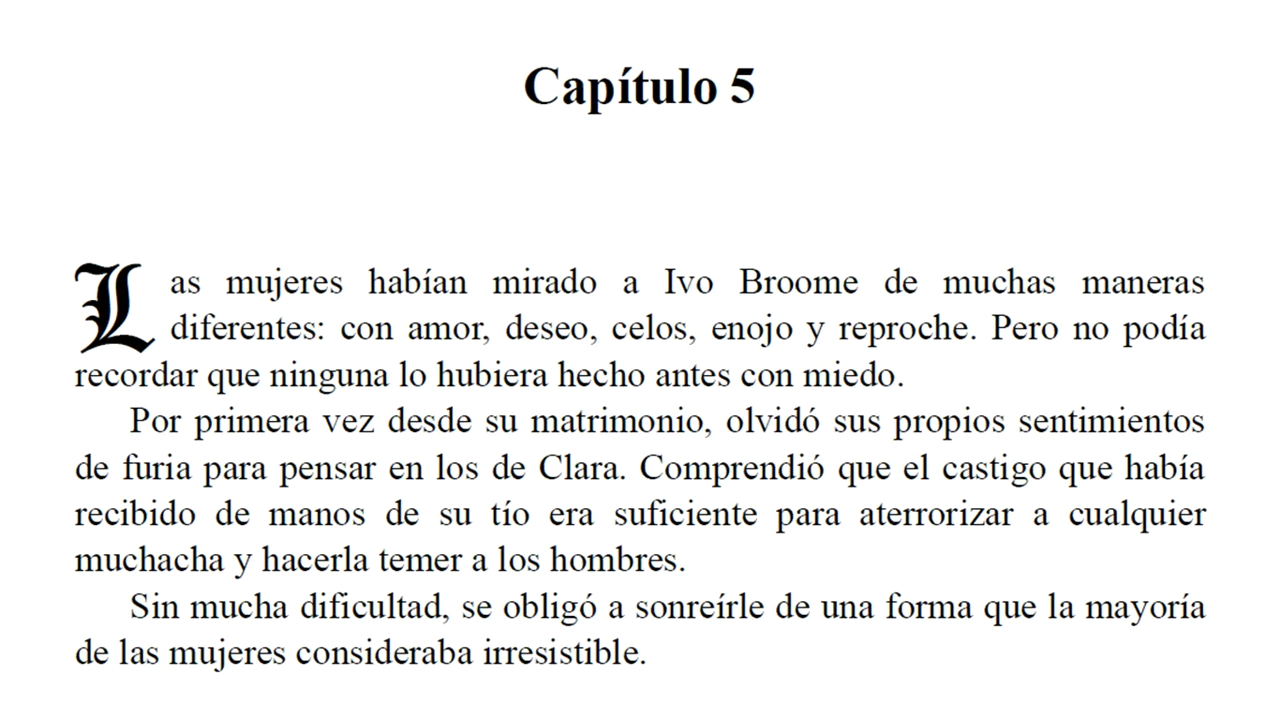 Capítulo 5
Las mujeres habían mirado a Ivo Broome de muchas maneras
diferentes: con amor, deseo, celos, enojo y reproche. Pero no podía
recordar que ninguna lo hubiera hecho antes con miedo.
Por primera vez desde su matrimonio, olvidó sus propios sentimientos
de furia para pensar en los de Clara. Comprendió que el castigo que había
recibido de manos de su tío era suficiente para aterrorizar a cualquier
muchacha y hacerla temer a los hombres.
Sin mucha dificultad, se obligó a sonreírle de una forma que la mayoría
de las mujeres consideraba irresistible.